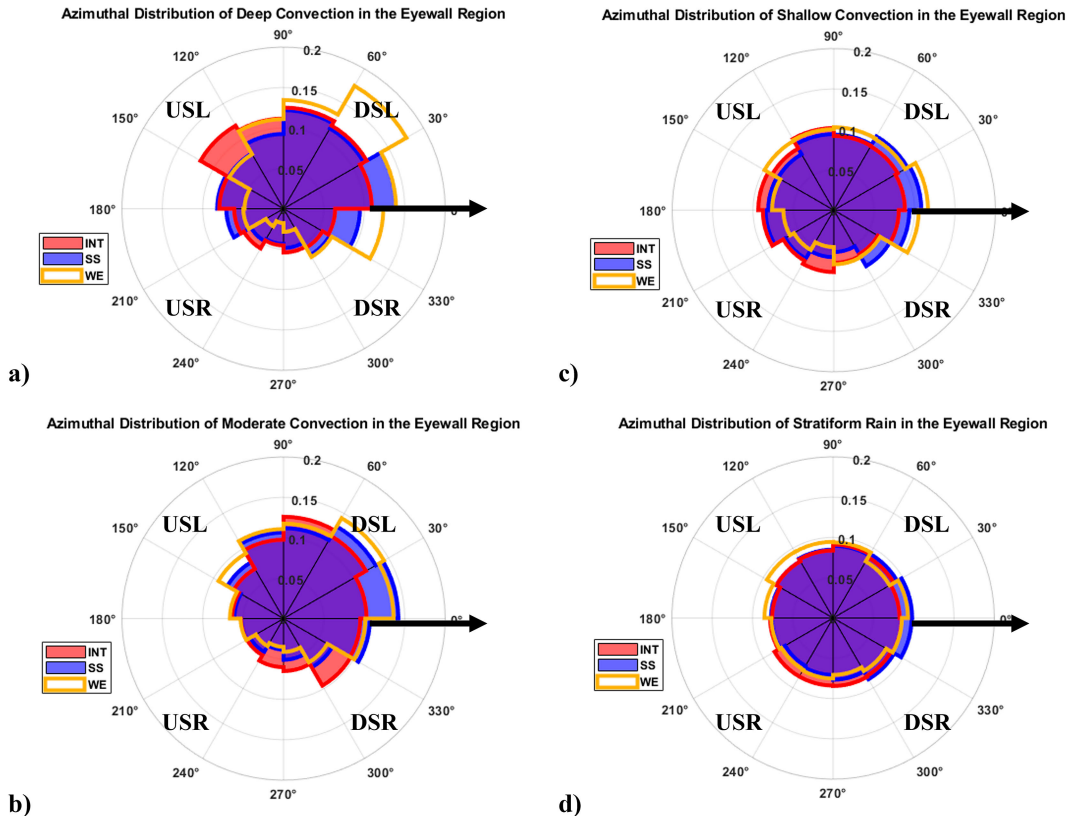 Azimuthal Distribution of Deep Convection in the Eyewall Region
90°
0.2
120°
60°
0.15
USL
DSL
150°
0.1
30°
0.05
180°
0°
INT
SS
WE
210°
330°
USR
DSR
240°
300°
270°
a)
Azimuthal Distribution of Shallow Convection in the Eyewall Region
90°
0.2
120°
60°
0.15
USL
DSL
150°
0.1
30°
0.05
180°
INT
SS
WE
210°
330°
USR
DSR
240°
300°
270°
c)
Azimuthal Distribution of Moderate Convection in the Eyewall Region
90°
0.2
120°
60°
0.15
USL
DSL
150°
0.1
30°
0.05
180°
0°
INT
SS
WE
210°
330°
USR
DSR
240°
300°
270°
b)
Azimuthal Distribution of Stratiform Rain in the Eyewall Region
90°
0.2
120°
60°
0.15
USL
DSL
150°
0.1
30°
0.05
180°
0°
INT
SS
WE
210°
330°
USR
DSR
240°
300°
270°
d)